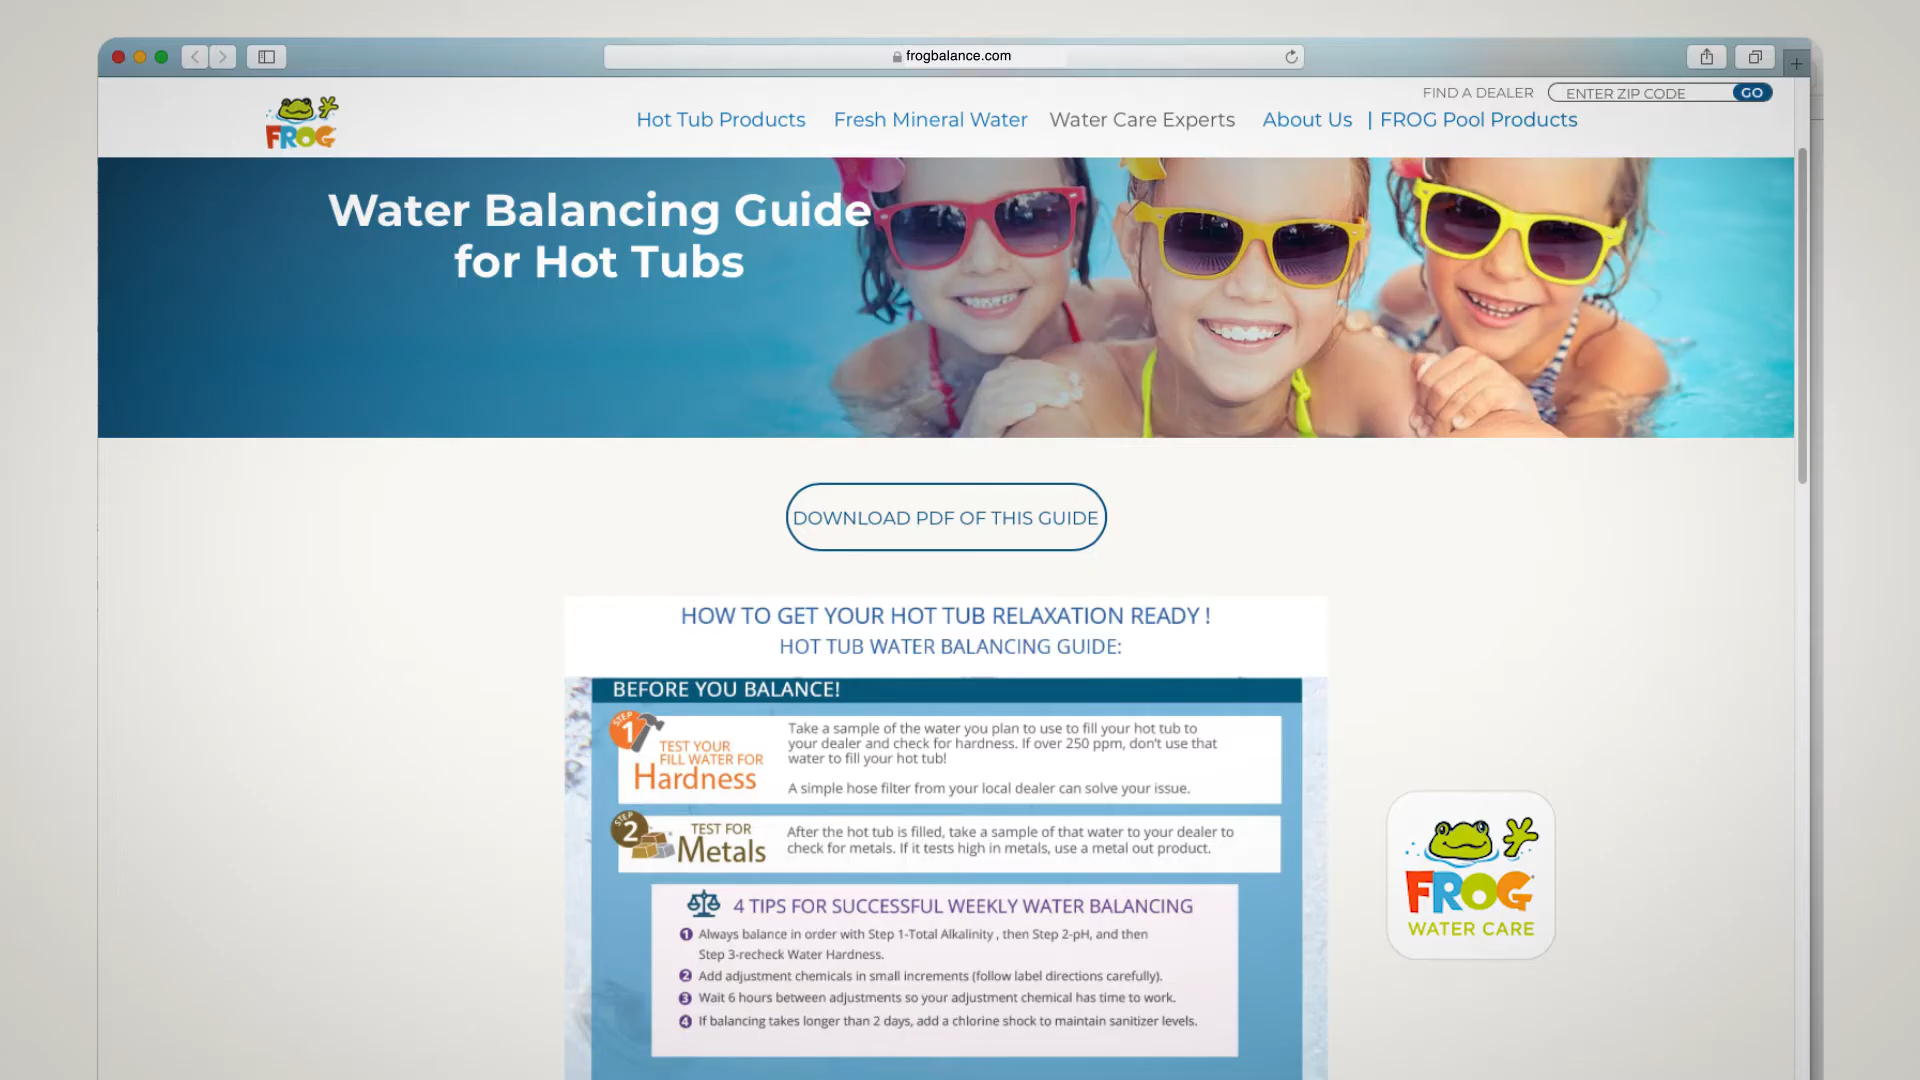 frogbalance.com
FIND A DEALER ENTER ZIP CODE GO
FROG
Hot Tub Products Fresh Mineral Water Water Care Experts About Us | FROG Pool Products
Water Balancing Guide
for Hot Tubs
DOWNLOAD PDF OF THIS GUIDE
HOW TO GET YOUR HOT TUB RELAXATION READY !
HOT TUB WATER BALANCING GUIDE:
BEFORE YOU BALANCE!
STEP 1
TEST YOUR
FILL WATER FOR
Hardness
Take a sample of the water you plan to use to fill your hot tub to
your dealer and check for hardness. If over 250 ppm, don't use that
water to fill your hot tub!
A simple hose filter from your local dealer can solve your issue.
STEP 2
TEST FOR
Metals
After the hot tub is filled, take a sample of that water to your dealer to
check for metals. If it tests high in metals, use a metal out product.
4 TIPS FOR SUCCESSFUL WEEKLY WATER BALANCING
1 Always balance in order with Step 1-Total Alkalinity , then Step 2-pH, and then
Step 3-recheck Water Hardness.
2 Add adjustment chemicals in small increments (follow label directions carefully).
3 Wait 6 hours between adjustments so your adjustment chemical has time to work.
4 If balancing takes longer than 2 days, add a chlorine shock to maintain sanitizer levels.
FROG
WATER CARE